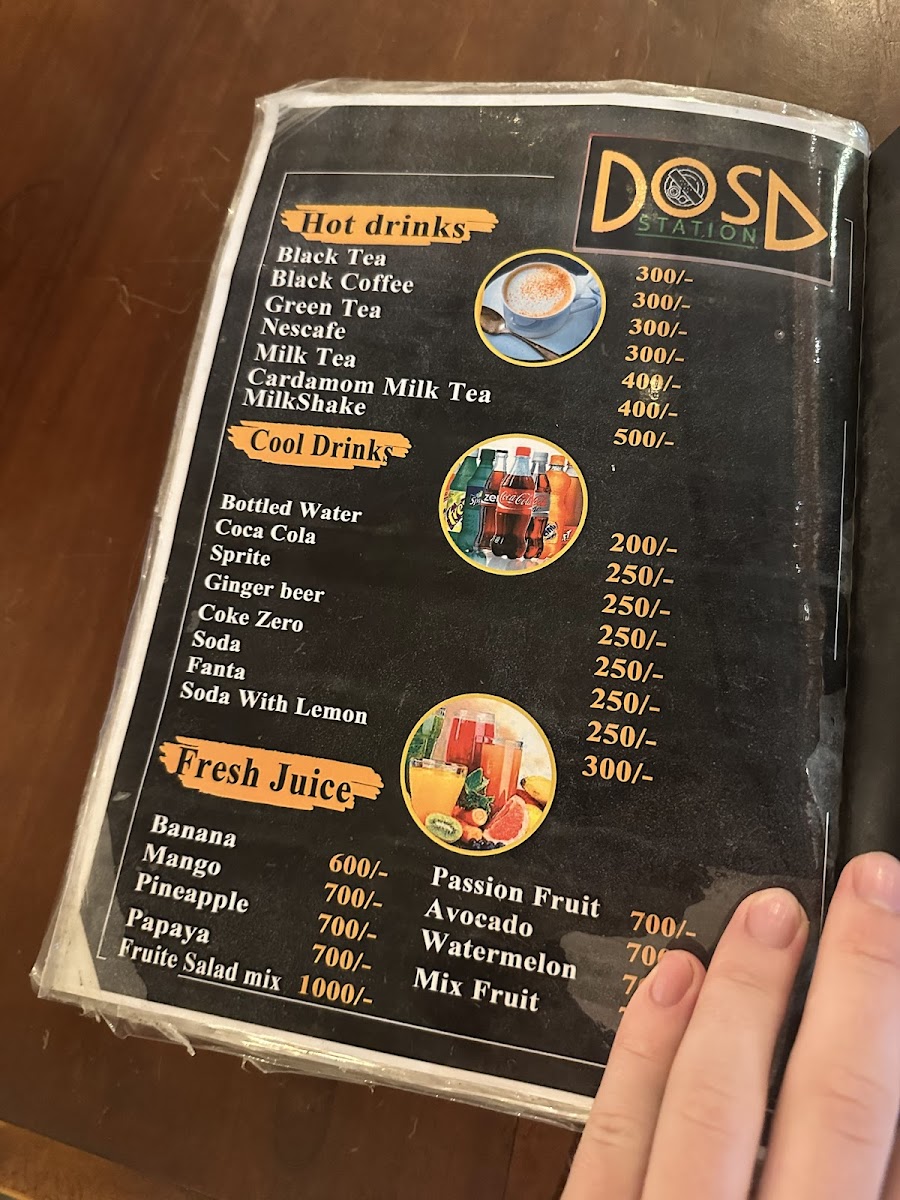 DOSA
STATION
Hot drinks
Black Tea 300/-
Black Coffee 300/-
Green Tea 300/-
Nescafe 300/-
Milk Tea 400/-
Cardamom Milk Tea 400/-
MilkShake 500/-
Cool Drinks
Bottled Water 200/-
Coca Cola 250/-
Sprite 250/-
Ginger beer 250/-
Coke Zero 250/-
Soda 250/-
Fanta 250/-
Soda With Lemon 300/-
Fresh Juice
Banana 600/-
Mango 700/-
Pineapple 700/-
Papaya 700/-
Fruite Salad mix 1000/-
Passion Fruit 700/-
Avocado
Watermelon
Mix Fruit